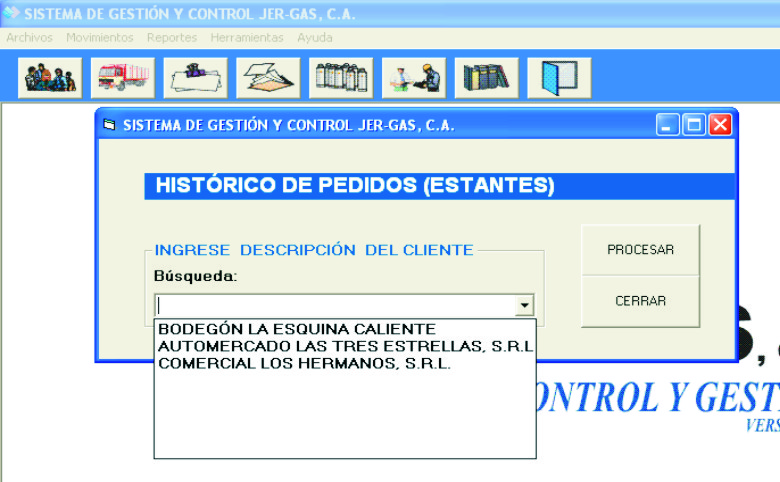 SISTEMA DE GESTIÓN Y CONTROL JER-GAS, C.A.
Archivos Movimientos Reportes Herramientas Ayuda
SISTEMA DE GESTIÓN Y CONTROL JER-GAS, C.A.
HISTÓRICO DE PEDIDOS (ESTANTES)
INGRESE DESCRIPCIÓN DEL CLIENTE
PROCESAR
Búsqueda:
CERRAR
BODEGÓN LA ESQUINA CALIENTE
AUTOMERCADO LAS TRES ESTRELLAS, S.R.L
COMERCIAL LOS HERMANOS, S.R.L.
S,
ONTROL Y GEST
VERS